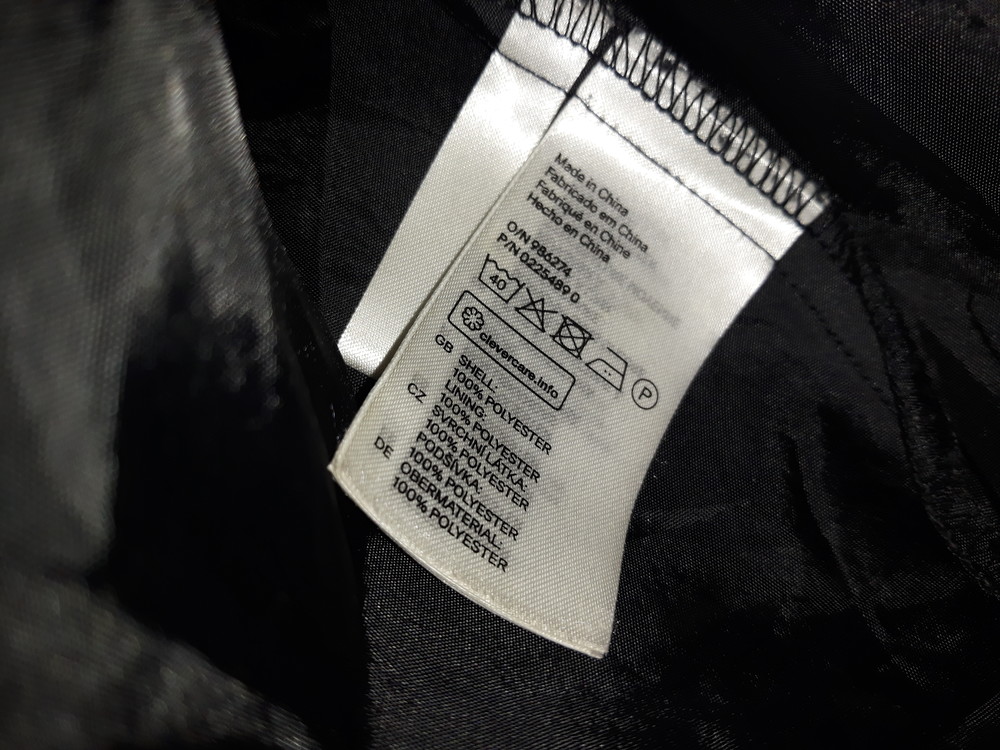 Made in China
Fabricado em China
Fabriqué en Chine
Hecho en China
O/N 986274
P/N 0225489 0
40
P
clevercare.info
GB SHELL:
100% POLYESTER
LINING:
100% POLYESTER
CZ SVRCHNÍ LÁTKA:
100% POLYESTER
PODŠÍVKA:
100% POLYESTER
DE OBERMATERIAL:
100% POLYESTER